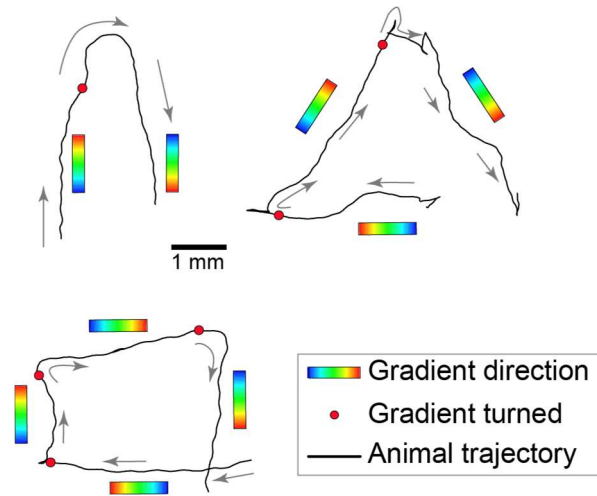 1 mm
Gradient direction
Gradient turned
Animal trajectory